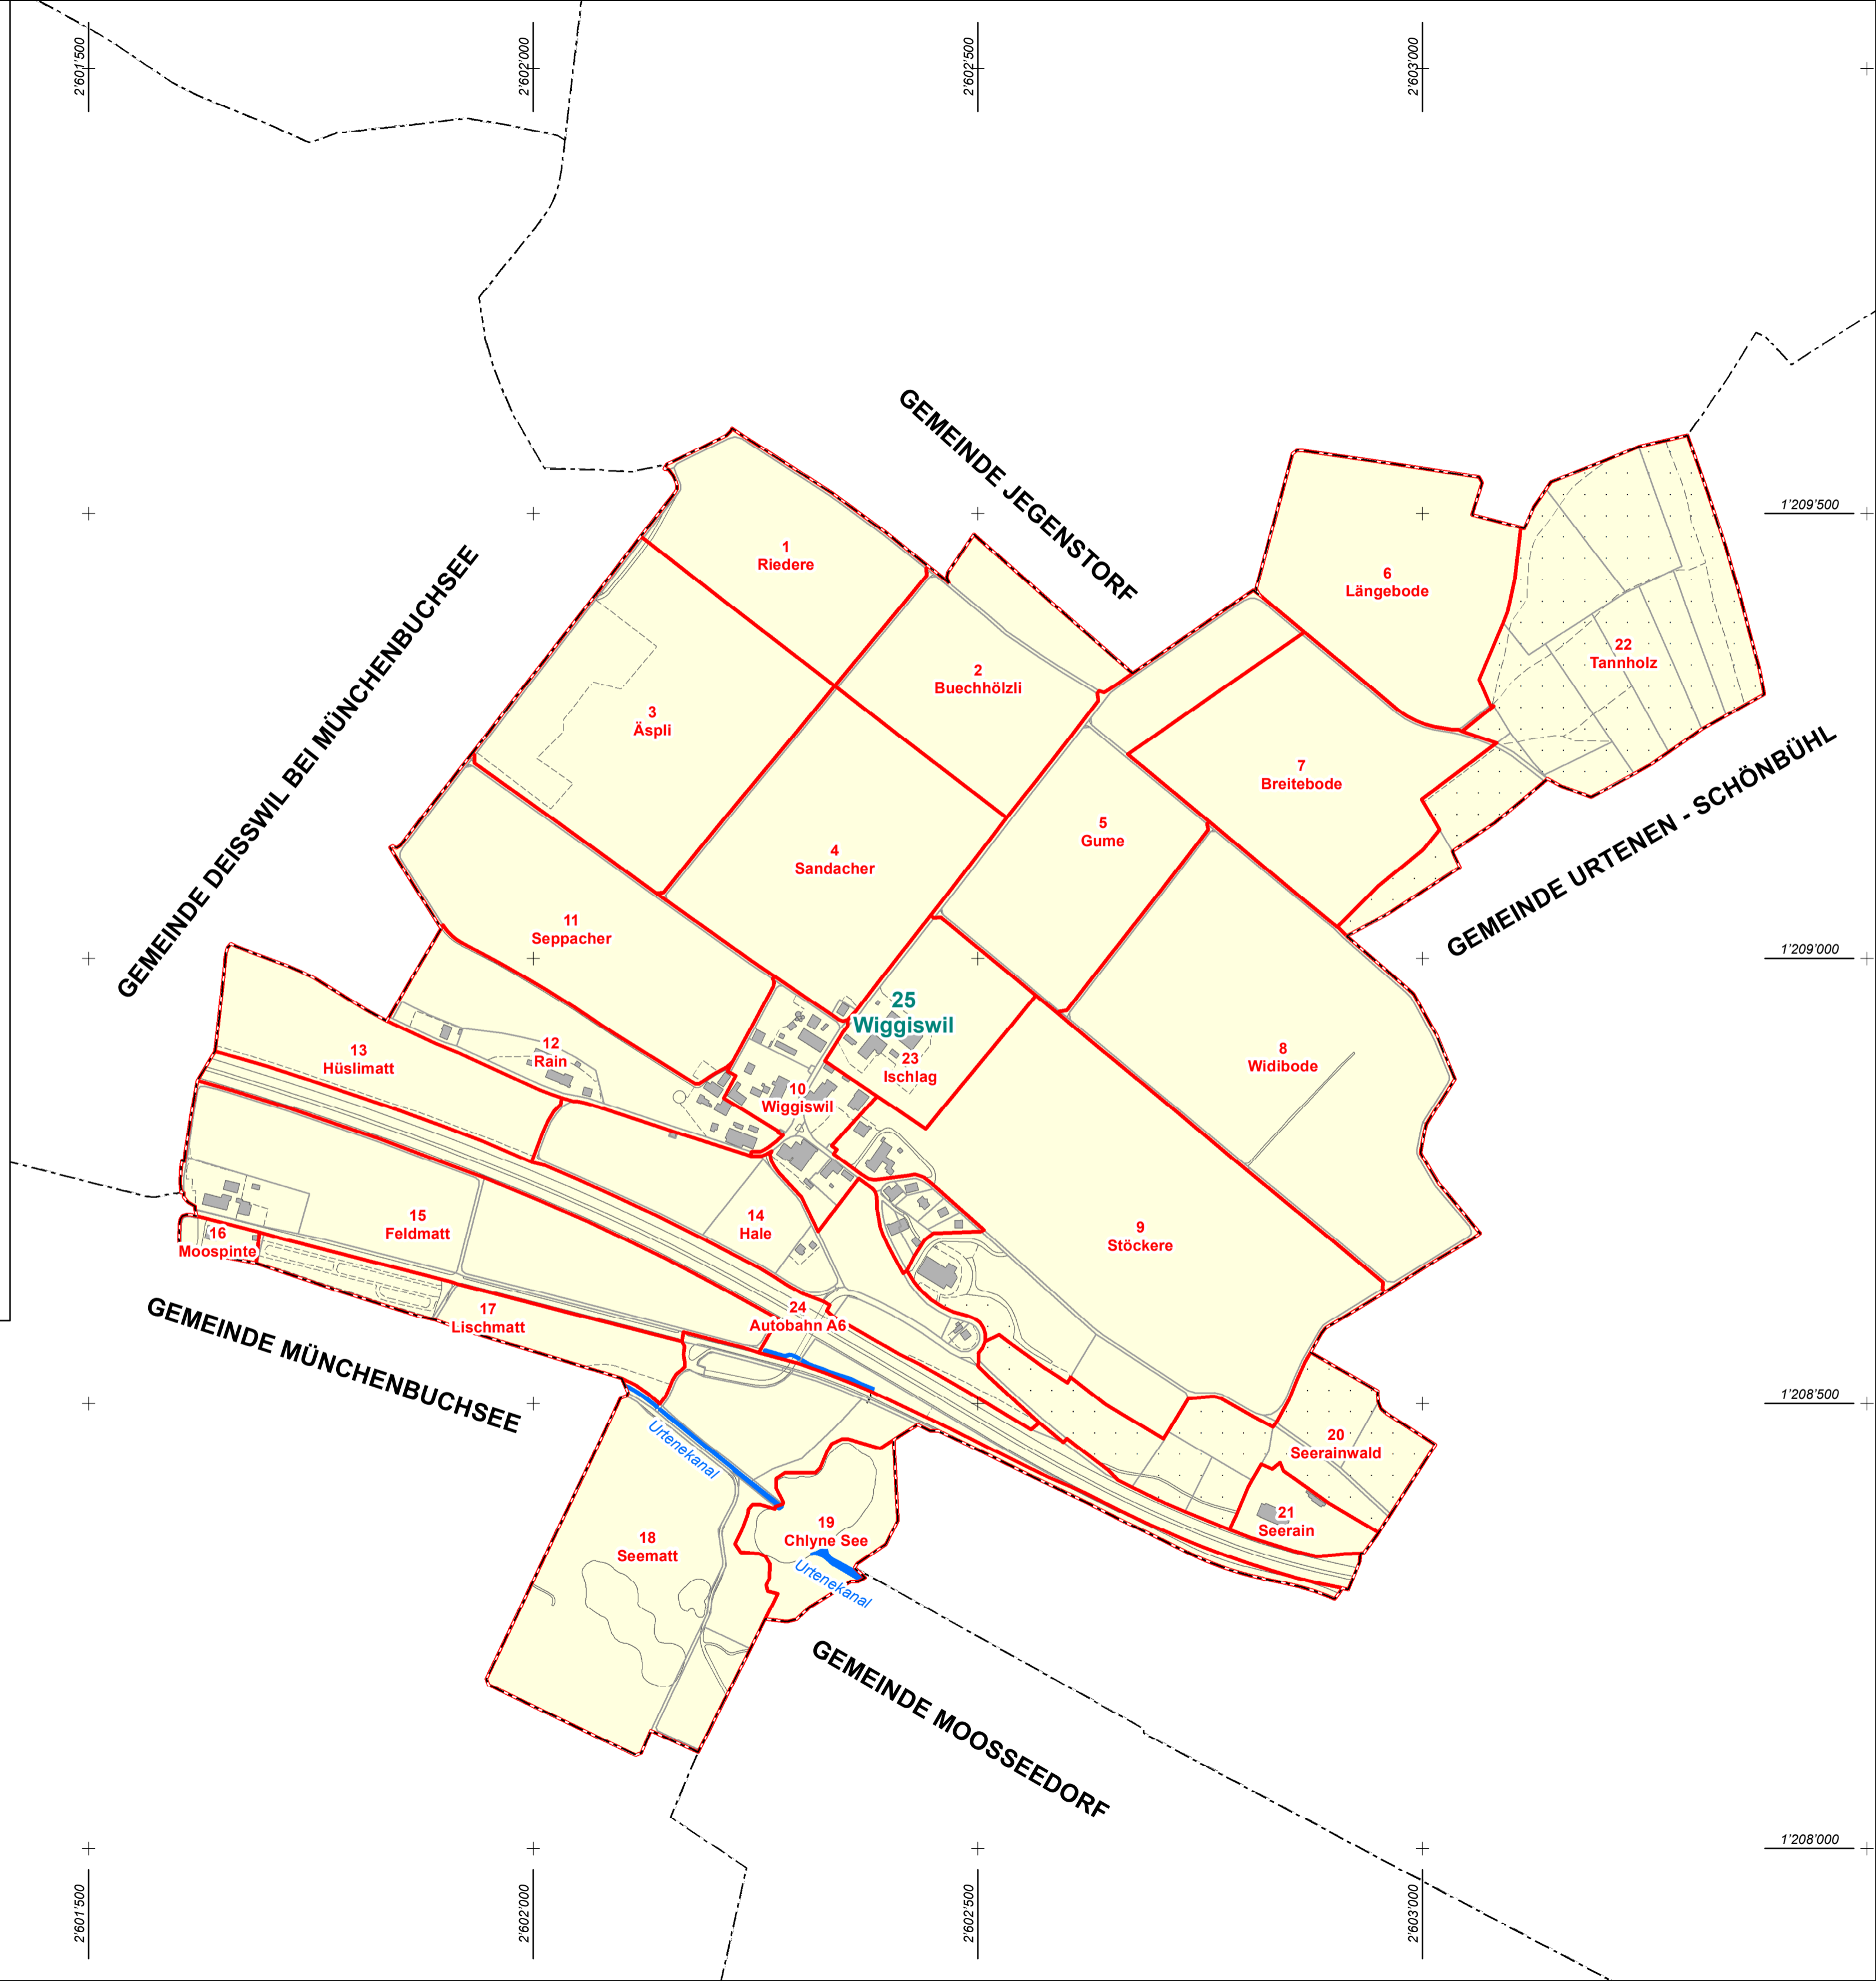 2'601'500
2'602'000
2'602'500
2'603'000
GEMEINDE JEGENSTORF
1'209'500
1
Riedere
6
Längebode
GEMEINDE DEISSWIL BEI MÜNCHENBUCHSEE
2
Buechhölzli
22
Tannholz
3
Äspli
7
Breitebode
GEMEINDE URTENEN - SCHÖNBÜHL
5
Gume
4
Sandacher
11
Seppacher
1'209'000
25
Wiggiswil
13
Hüslimatt
12
Rain
23
Ischlag
8
Widibode
10
Wiggiswil
15
Feldmatt
14
Hale
9
Stöckere
16
Moospinte
17
Lischmatt
24
Autobahn A6
GEMEINDE MÜNCHENBUCHSEE
1'208'500
Urtenekanal
20
Seerainwald
21
Seerain
19
Chlyne See
18
Seematt
Urtenekanal
GEMEINDE MOOSSEEDORF
1'208'000
2'601'500
2'602'000
2'602'500
2'603'000